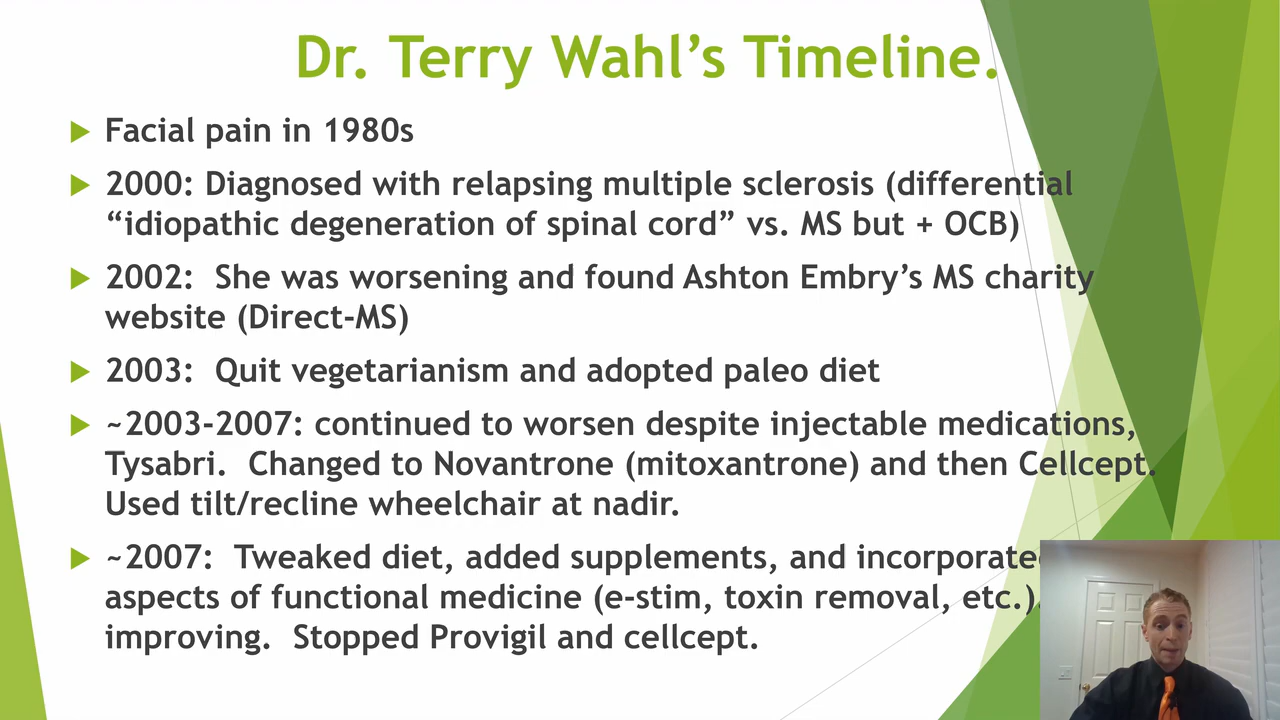 Dr. Terry Wahl’s Timeline.
Facial pain in 1980s
2000: Diagnosed with relapsing multiple sclerosis (differential
“idiopathic degeneration of spinal cord” vs. MS but + OCB)
2002: She was worsening and found Ashton Embry’s MS charity
website (Direct-MS)
2003: Quit vegetarianism and adopted paleo diet
~2003-2007: continued to worsen despite injectable medications,
Tysabri. Changed to Novantrone (mitoxantrone) and then Cellcept.
Used tilt/recline wheelchair at nadir.
~2007: Tweaked diet, added supplements, and incorporated
aspects of functional medicine (e-stim, toxin removal, etc.).
improving. Stopped Provigil and cellcept.